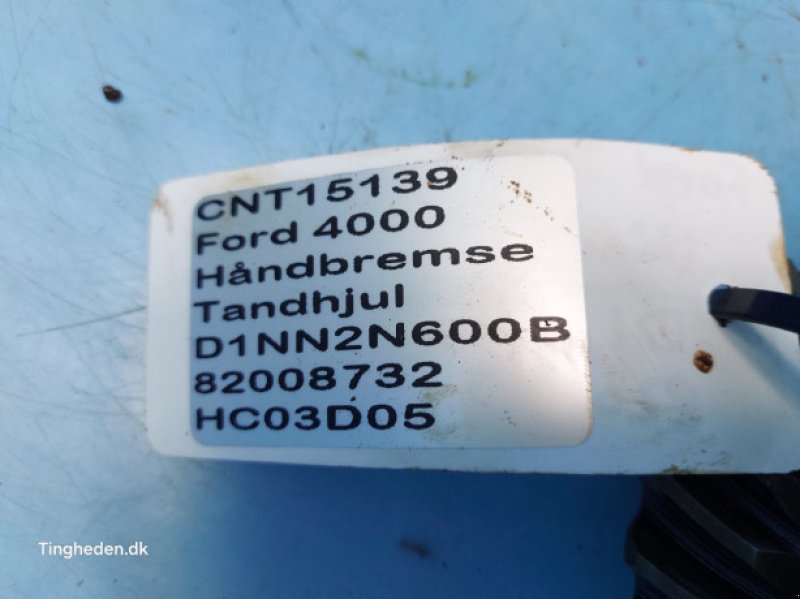 CNT15139
Ford 4000
Håndbremse
Tandhjul
D1NN2N600B
82008732
HC03D05
Tingheden.dk